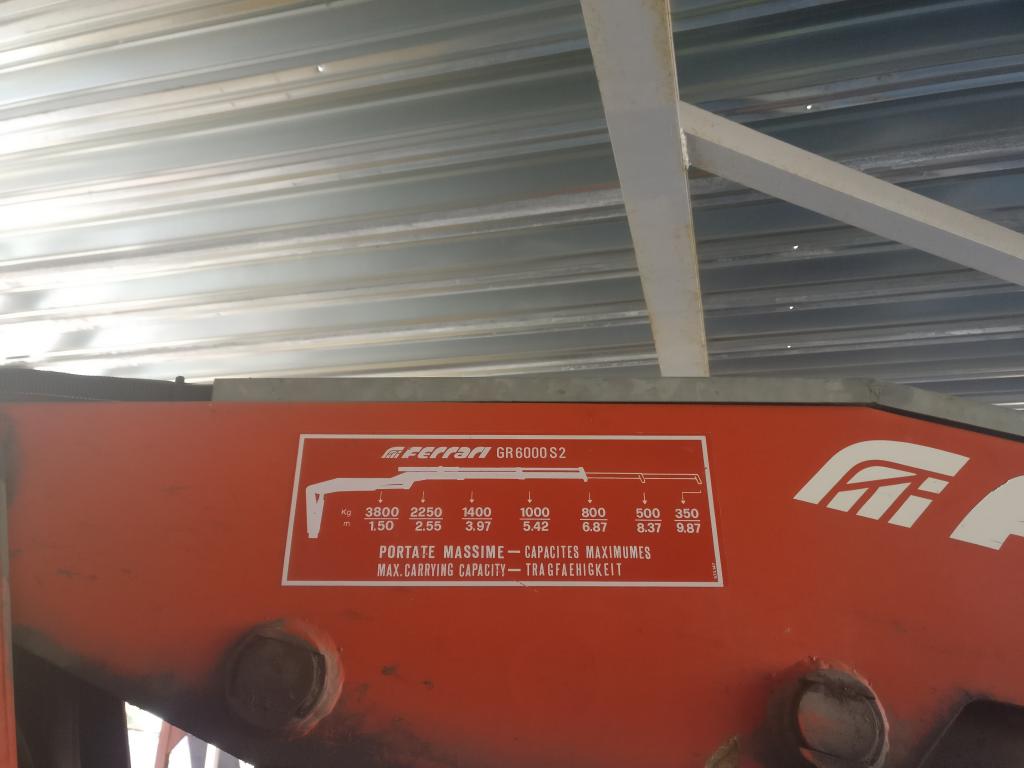 FERRARI GR6000S2
Kg 3800 2250 1400 1000 800 500 350
m 1.50 2.55 3.97 5.42 6.87 8.37 9.87
PORTATE MASSIME — CAPACITES MAXIMUMES
MAX. CARRYING CAPACITY — TRAGFAEHIGKEIT